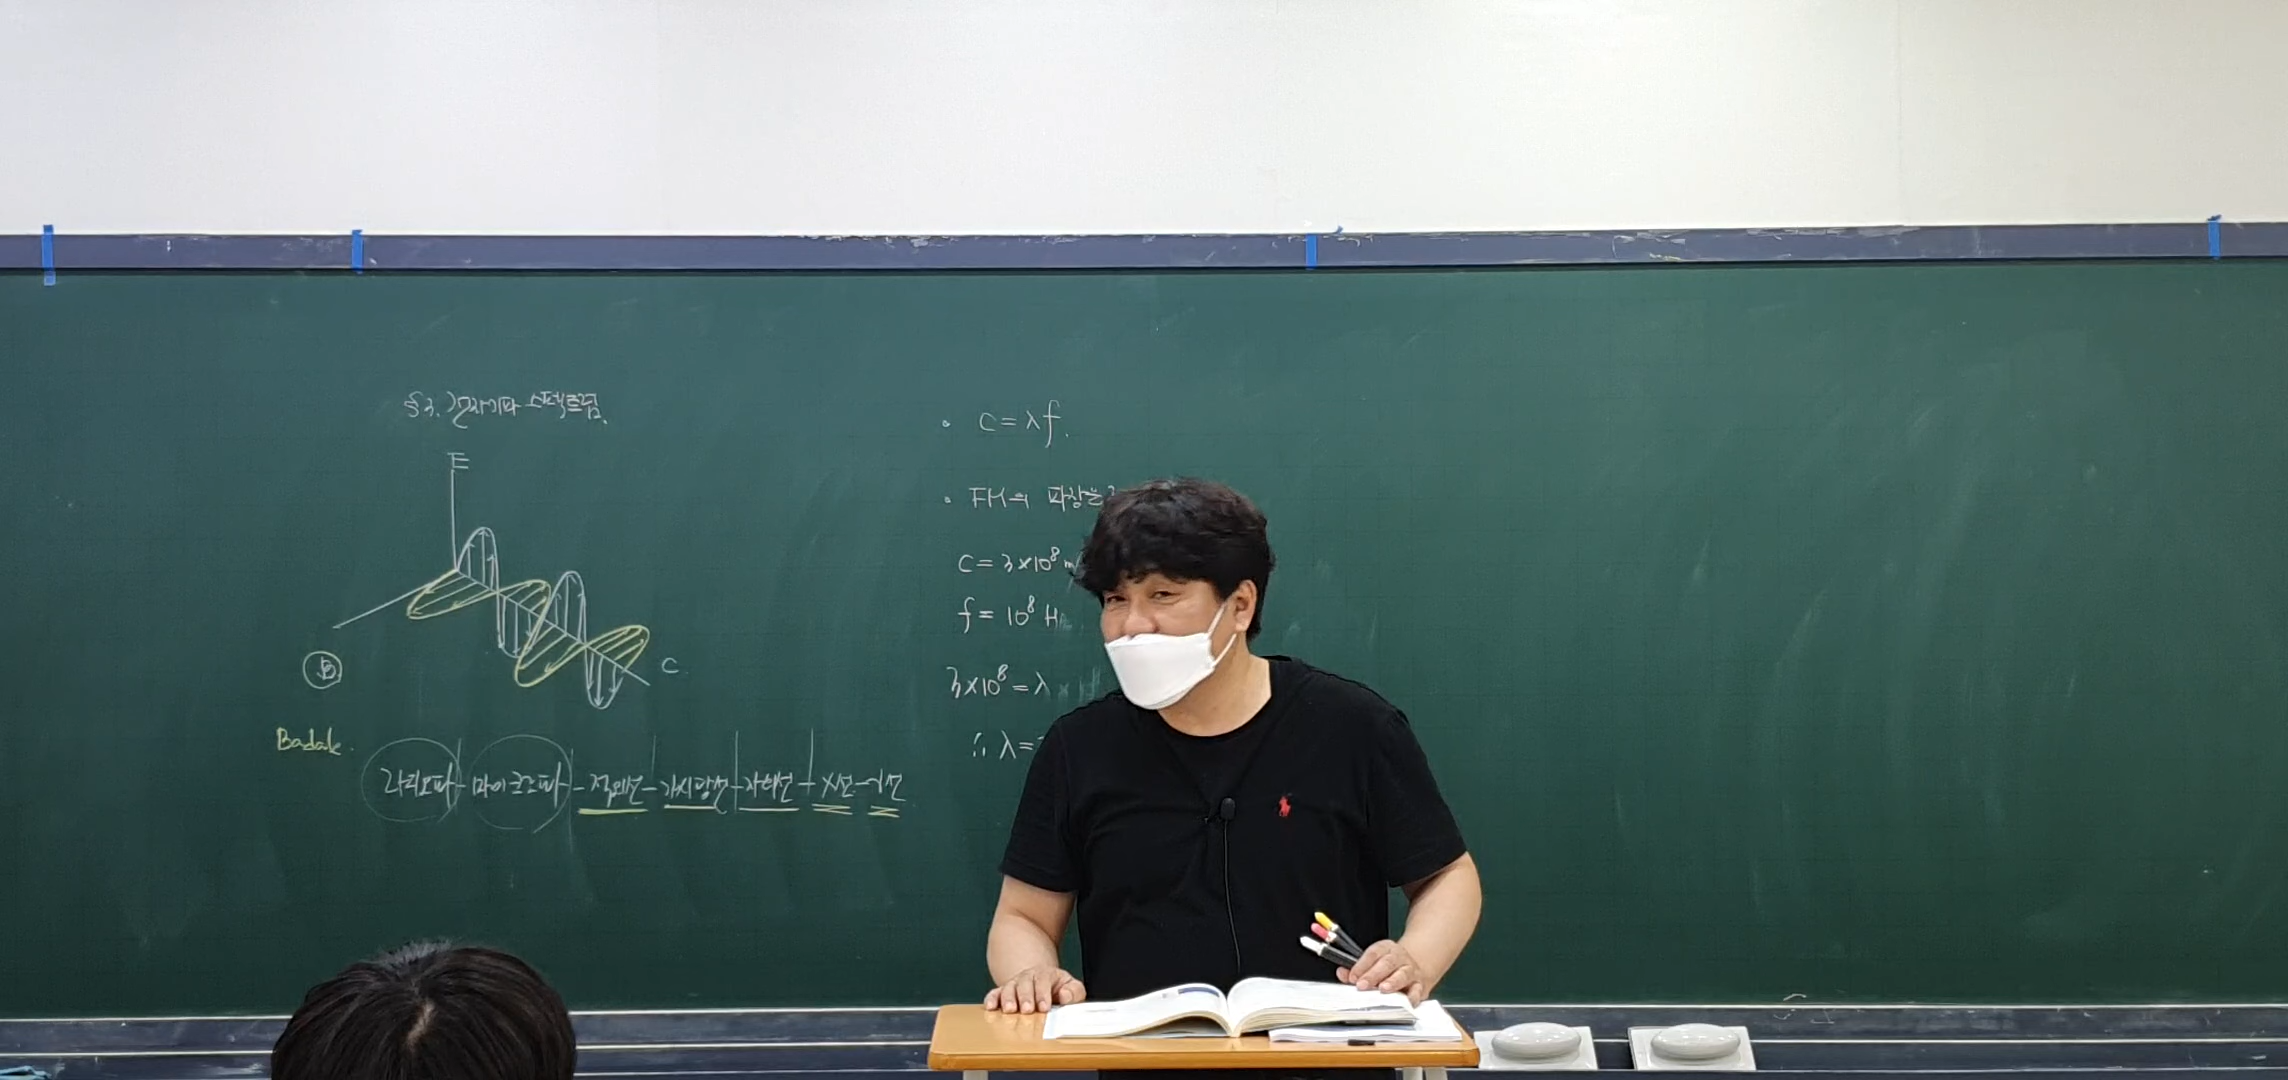 §3. 전자기파 스펙트럼.
E
B
C
Badak.
라디오파 - 마이크로파 - 적외선 - 가시광선 - 자외선 - X선 - γ선
• c = λf.
• FM의 파장은?
c = 3×10⁸ m/
f = 10⁸ H
3×10⁸ = λ ×
∴ λ =